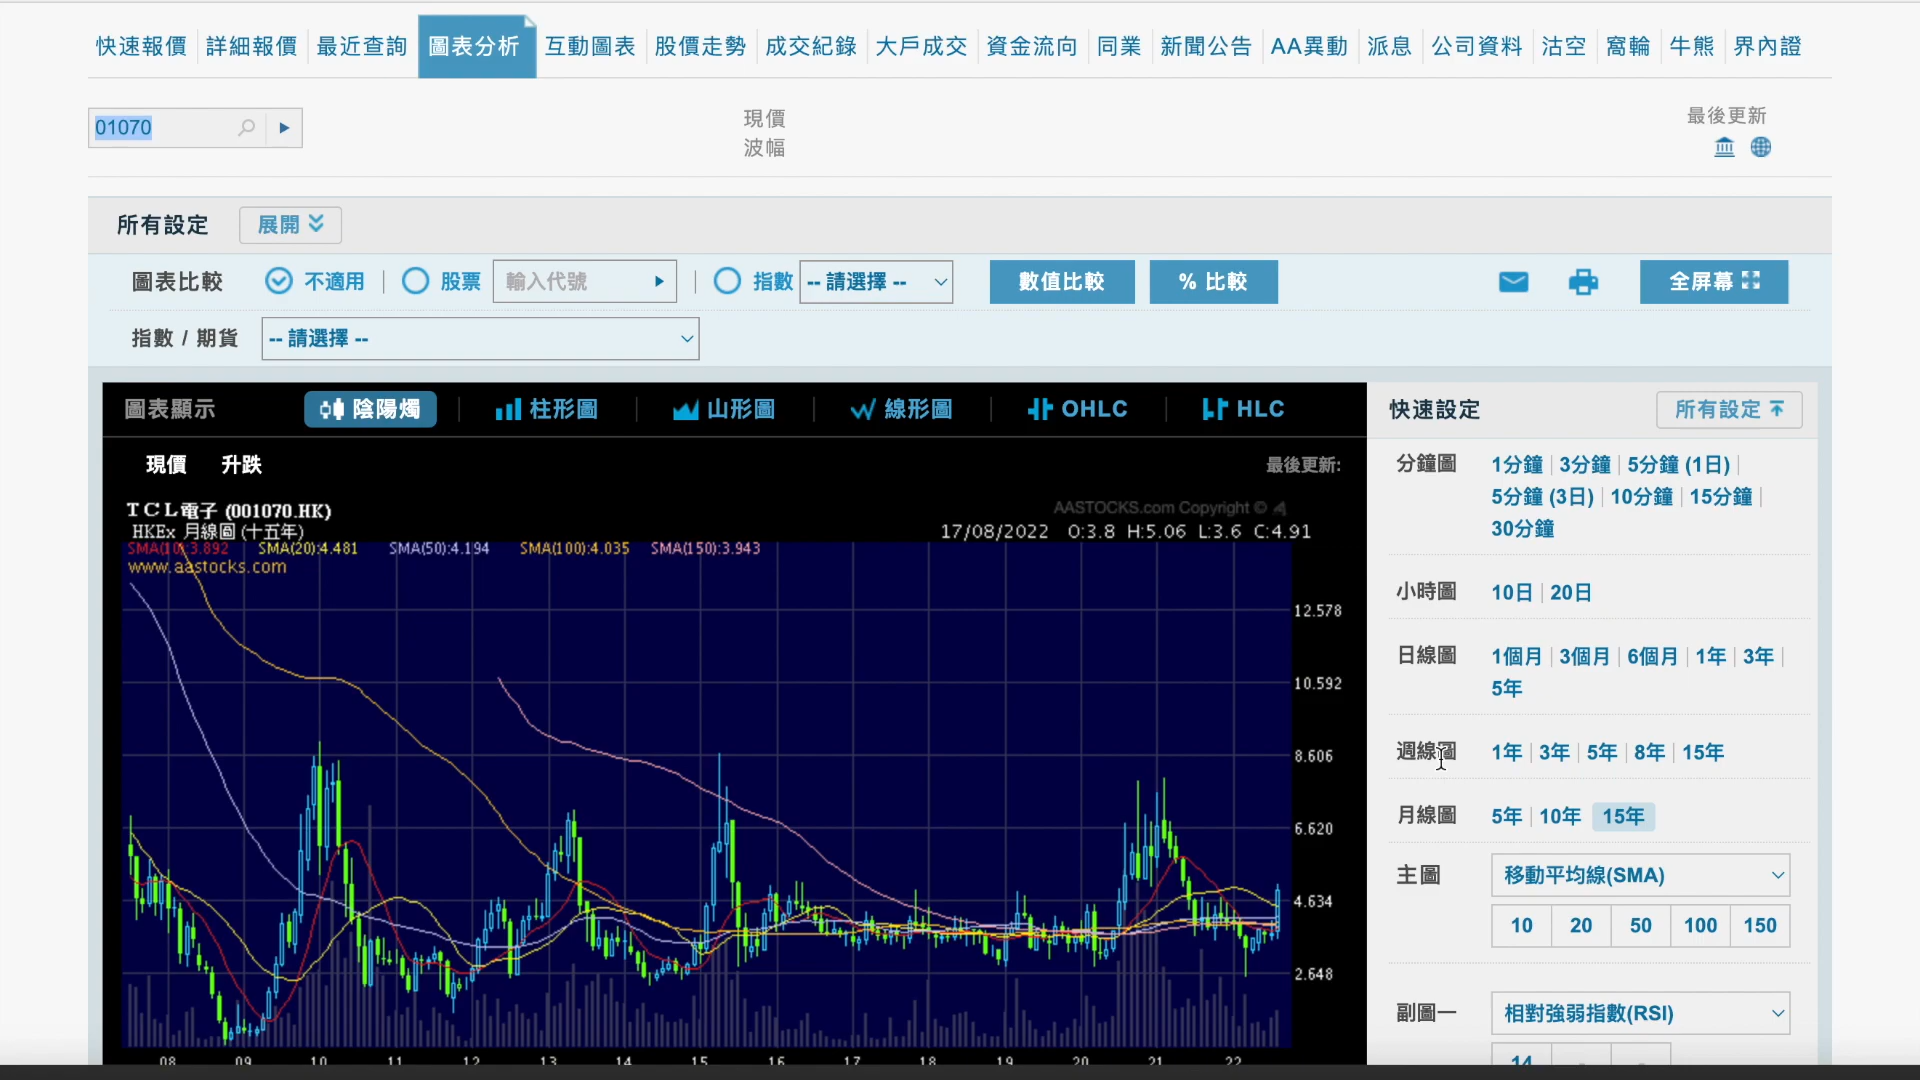 快速報價 詳細報價 最近查詢 圖表分析 互動圖表 股價走勢 成交紀錄 大戶成交 資金流向 同業 新聞公告 AA異動 派息 公司資料 沽空 窩輪 牛熊 界內證
01070
現價
波幅
最後更新
所有設定 展開
圖表比較 不適用 股票 輸入代號 指數 -- 請選擇 -- 數值比較 % 比較 全屏幕
指數 / 期貨 -- 請選擇 --
圖表顯示 陰陽燭 柱形圖 山形圖 線形圖 OHLC HLC
現價 升跌 最後更新:
TCL電子 (001070.HK) AASTOCKS.com Copyright ©
HKEx 月線圖 (十五年) 17/08/2022 O:3.8 H:5.06 L:3.6 C:4.91
SMA(10):3.892 SMA(20):4.481 SMA(50):4.194 SMA(100):4.035 SMA(150):3.943
www.aastocks.com
12.578
10.592
8.606
6.620
4.634
2.648
08 09 10 11 12 13 14 15 16 17 18 19 20 21 22
快速設定 所有設定
分鐘圖 1分鐘 3分鐘 5分鐘 (1日)
5分鐘 (3日) 10分鐘 15分鐘
30分鐘
小時圖 10日 20日
日線圖 1個月 3個月 6個月 1年 3年
5年
週線圖 1年 3年 5年 8年 15年
月線圖 5年 10年 15年
主圖 移動平均線(SMA)
10 20 50 100 150
副圖一 相對強弱指數(RSI)
14 - -